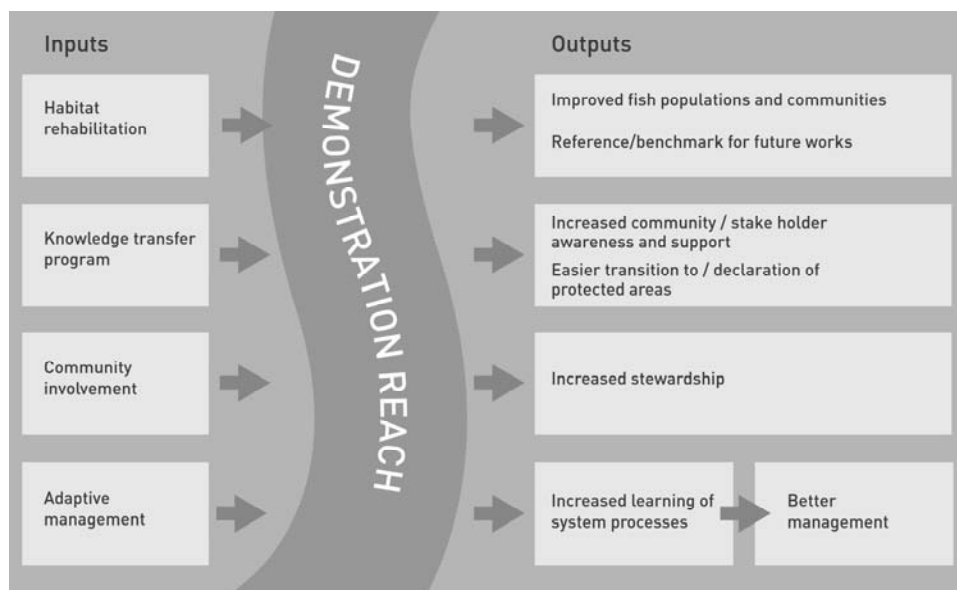 Inputs
Outputs
DEMONSTRATION REACH
Habitat
rehabilitation
Improved fish populations and communities
Reference/benchmark for future works
Knowledge transfer
program
Increased community / stake holder
awareness and support
Easier transition to / declaration of
protected areas
Community
involvement
Increased stewardship
Adaptive
management
Increased learning of
system processes
Better
management